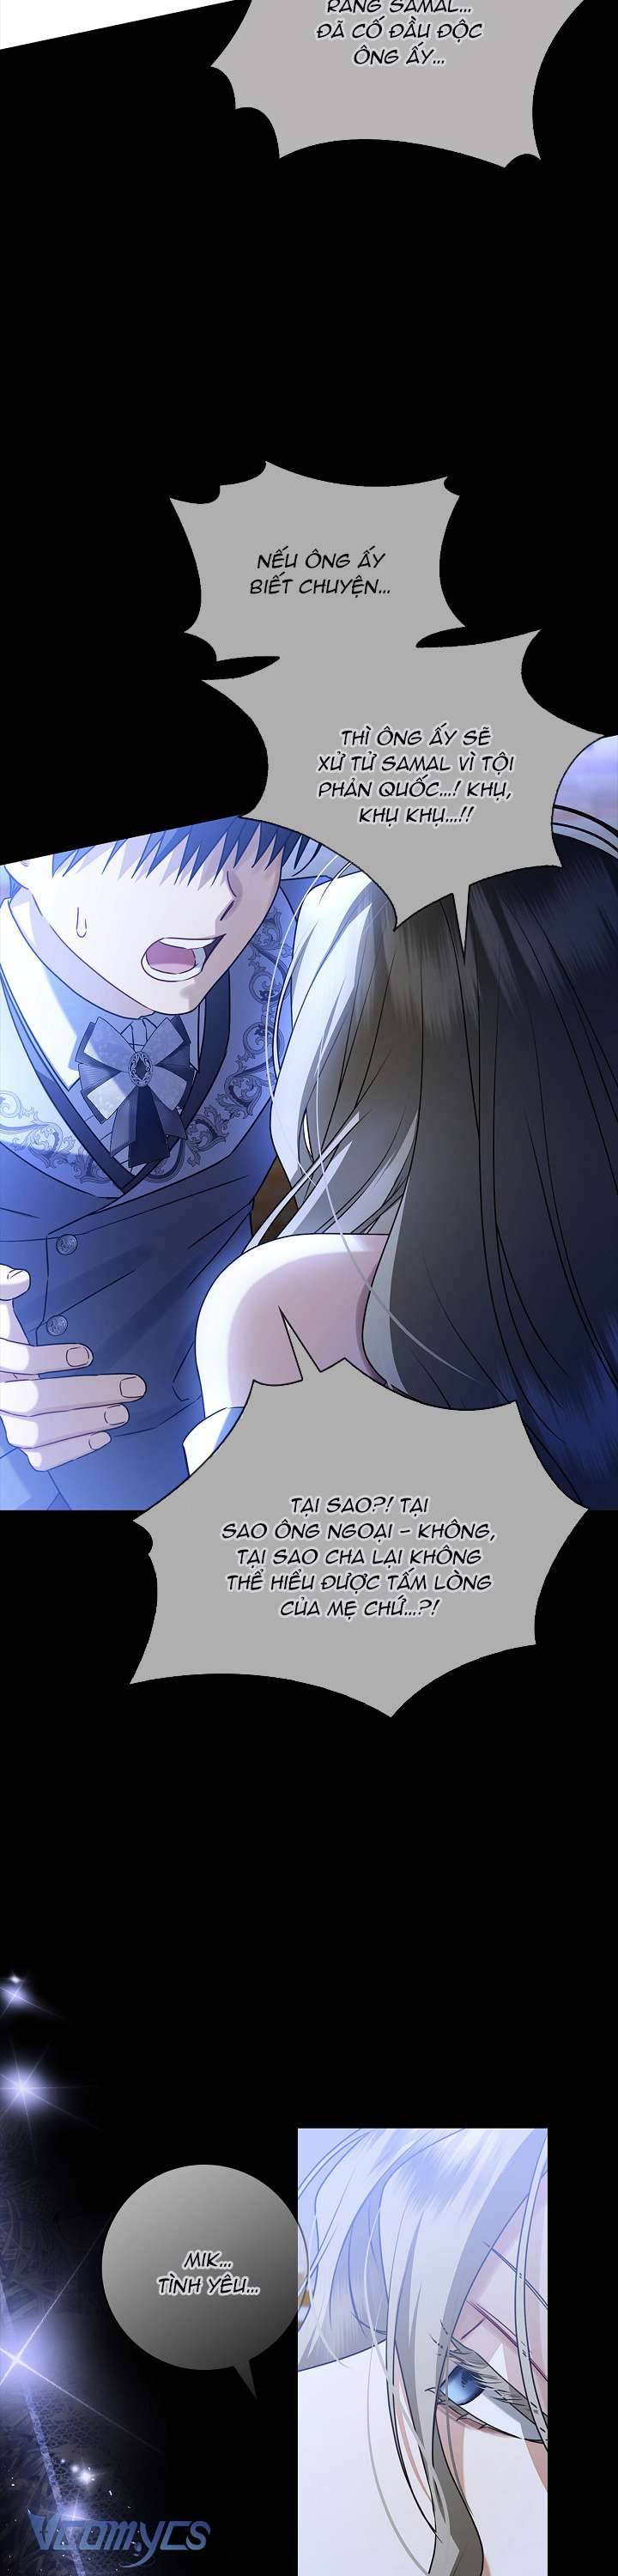 RẰNG SAMAL...
ĐÃ CỐ ĐẦU ĐỘC
ÔNG ẤY...
NẾU ÔNG ẤY
BIẾT CHUYỆN...
THÌ ÔNG ẤY SẼ
XỬ TỬ SAMAL VÌ TỘI
PHẢN QUỐC...! KHỤ,
KHỤ KHỤ...!!
TẠI SAO?! TẠI
SAO ÔNG NGOẠI - KHÔNG,
TẠI SAO CHA LẠI KHÔNG
THỂ HIỂU ĐƯỢC TẤM LÒNG
CỦA MẸ CHỨ...?!
MIK...
TÌNH YÊU...
VCOMYCS